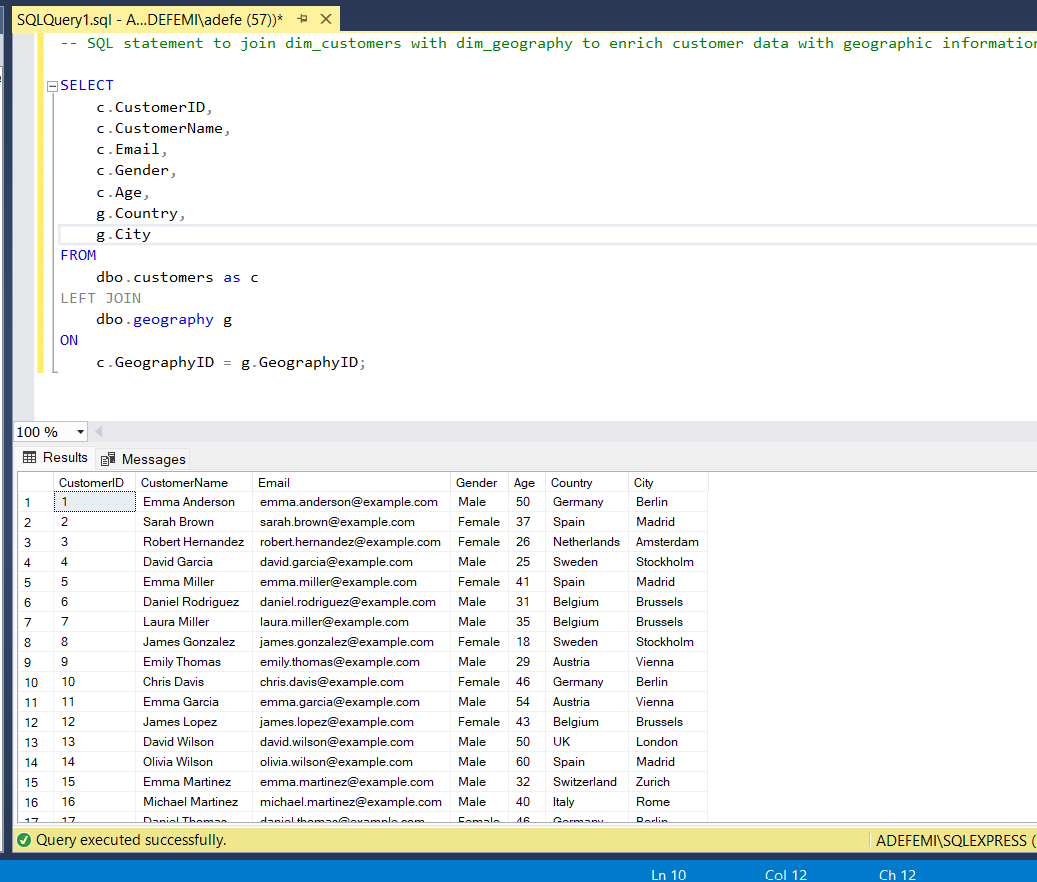 SQLQuery1.sql - A...DEFEMI\adefe (57))*
-- SQL statement to join dim_customers with dim_geography to enrich customer data with geographic information
SELECT
c.CustomerID,
c.CustomerName,
c.Email,
c.Gender,
c.Age,
g.Country,
g.City
FROM
dbo.customers as c
LEFT JOIN
dbo.geography g
ON
c.GeographyID = g.GeographyID;
100 %
Results Messages
CustomerID CustomerName Email Gender Age Country City
1 1 Emma Anderson emma.anderson@example.com Male 50 Germany Berlin
2 2 Sarah Brown sarah.brown@example.com Female 37 Spain Madrid
3 3 Robert Hernandez robert.hernandez@example.com Female 26 Netherlands Amsterdam
4 4 David Garcia david.garcia@example.com Male 25 Sweden Stockholm
5 5 Emma Miller emma.miller@example.com Female 41 Spain Madrid
6 6 Daniel Rodriguez daniel.rodriguez@example.com Male 31 Belgium Brussels
7 7 Laura Miller laura.miller@example.com Male 35 Belgium Brussels
8 8 James Gonzalez james.gonzalez@example.com Female 18 Sweden Stockholm
9 9 Emily Thomas emily.thomas@example.com Male 29 Austria Vienna
10 10 Chris Davis chris.davis@example.com Female 46 Germany Berlin
11 11 Emma Garcia emma.garcia@example.com Male 54 Austria Vienna
12 12 James Lopez james.lopez@example.com Female 43 Belgium Brussels
13 13 David Wilson david.wilson@example.com Male 50 UK London
14 14 Olivia Wilson olivia.wilson@example.com Male 60 Spain Madrid
15 15 Emma Martinez emma.martinez@example.com Male 32 Switzerland Zurich
16 16 Michael Martinez michael.martinez@example.com Male 40 Italy Rome
17 17 Daniel Thomas daniel.thomas@example.com Female 46 Germany Berlin
Query executed successfully.
ADEFEMI\SQLEXPRESS (
Ln 10 Col 12 Ch 12